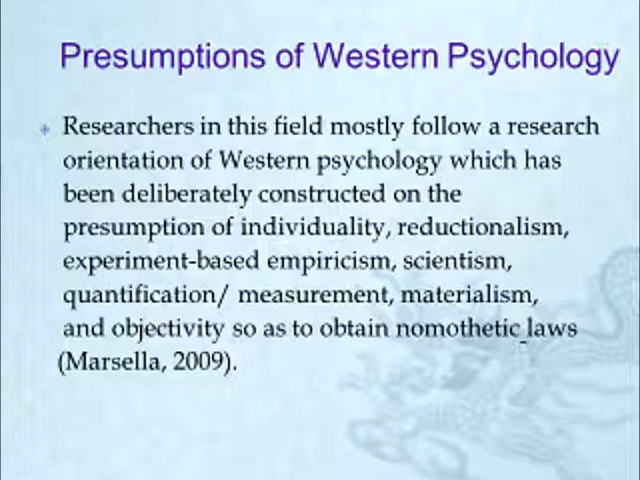 Presumptions of Western Psychology
Researchers in this field mostly follow a research
orientation of Western psychology which has
been deliberately constructed on the
presumption of individuality, reductionalism,
experiment-based empiricism, scientism,
quantification/ measurement, materialism,
and objectivity so as to obtain nomothetic_laws
(Marsella, 2009).